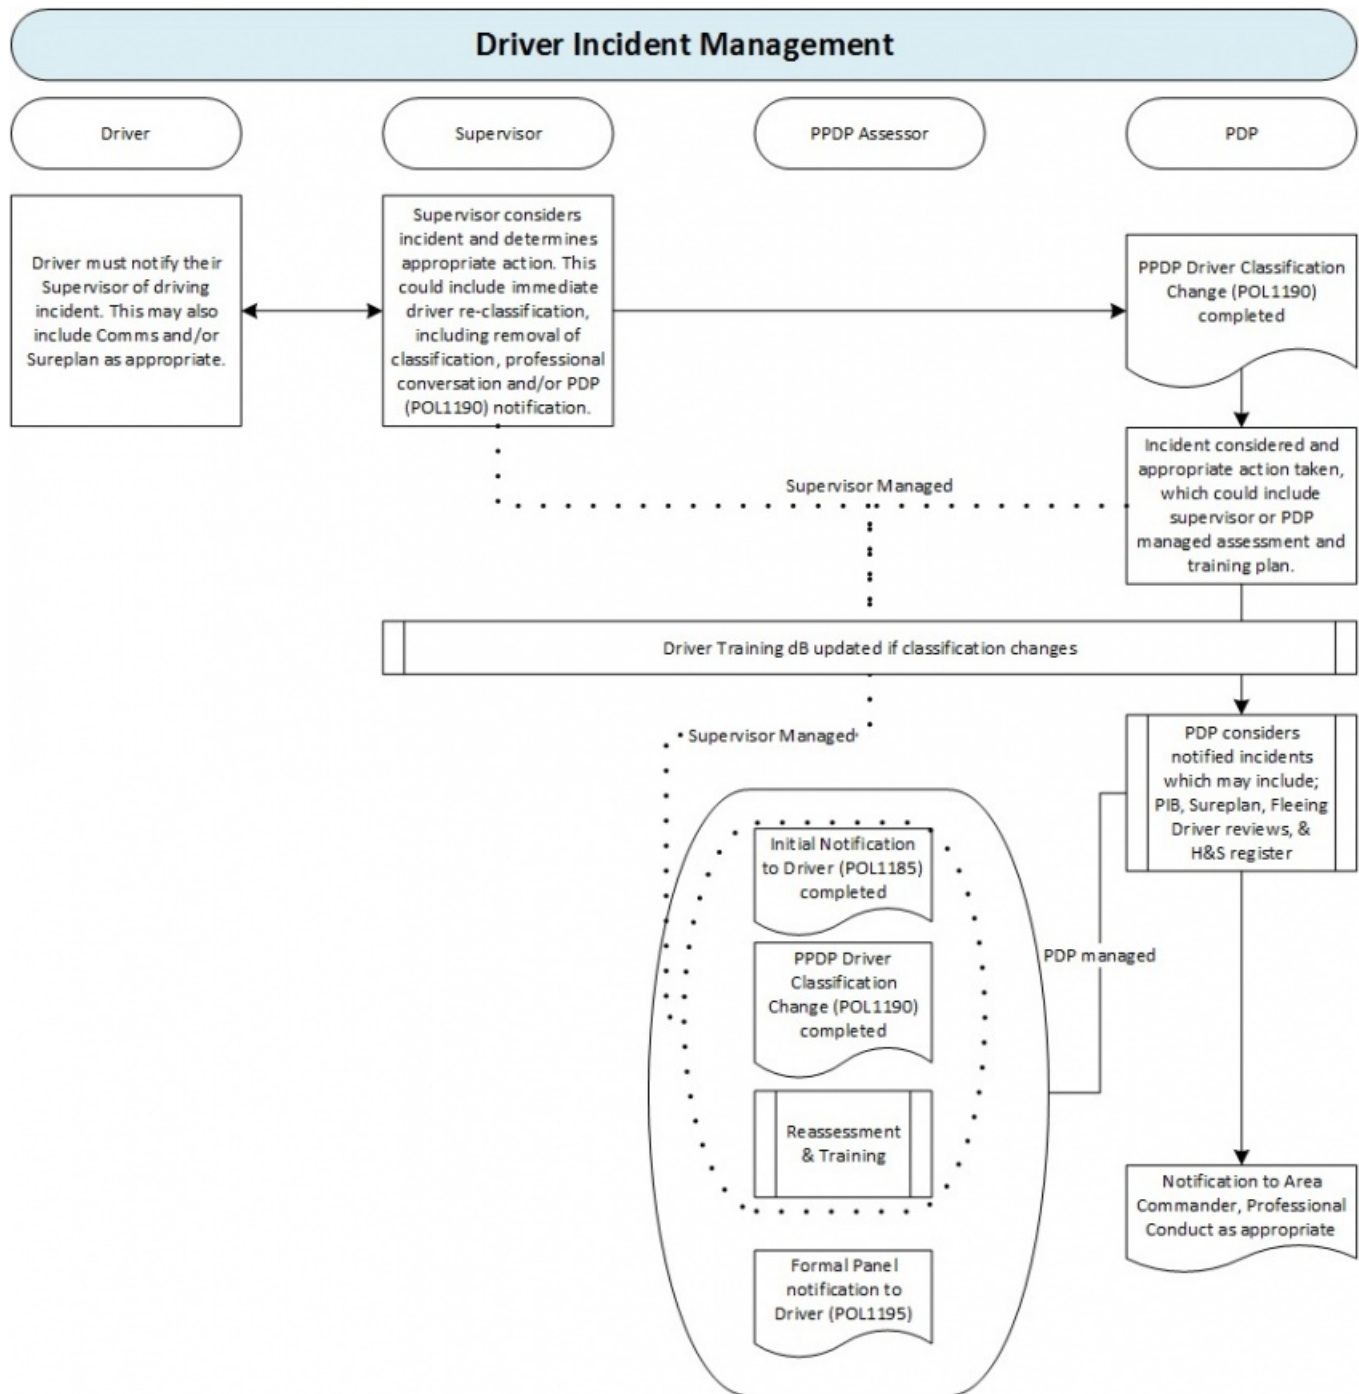 Driver Incident Management
Driver
Supervisor
PPDP Assessor
PDP
Driver must notify their
Supervisor of driving
incident. This may also
include Comms and/or
Sureplan as appropriate.
Supervisor considers
incident and determines
appropriate action. This
could include immediate
driver re-classification,
including removal of
classification, professional
conversation and/or PDP
(POL1190) notification.
PPDP Driver Classification
Change (POL1190)
completed
Incident considered and
appropriate action taken,
which could include
supervisor or PDP
managed assessment and
training plan.
Supervisor Managed
Driver Training dB updated if classification changes
Supervisor Managed
PDP considers
notified incidents
which may include;
PIB, Sureplan, Fleeing
Driver reviews, &
H&S register
Initial Notification
to Driver (POL1185)
completed
PPDP Driver
Classification
Change (POL1190)
completed
PDP managed
Reassessment
& Training
Notification to Area
Commander, Professional
Conduct as appropriate
Formal Panel
notification to
Driver (POL1195)